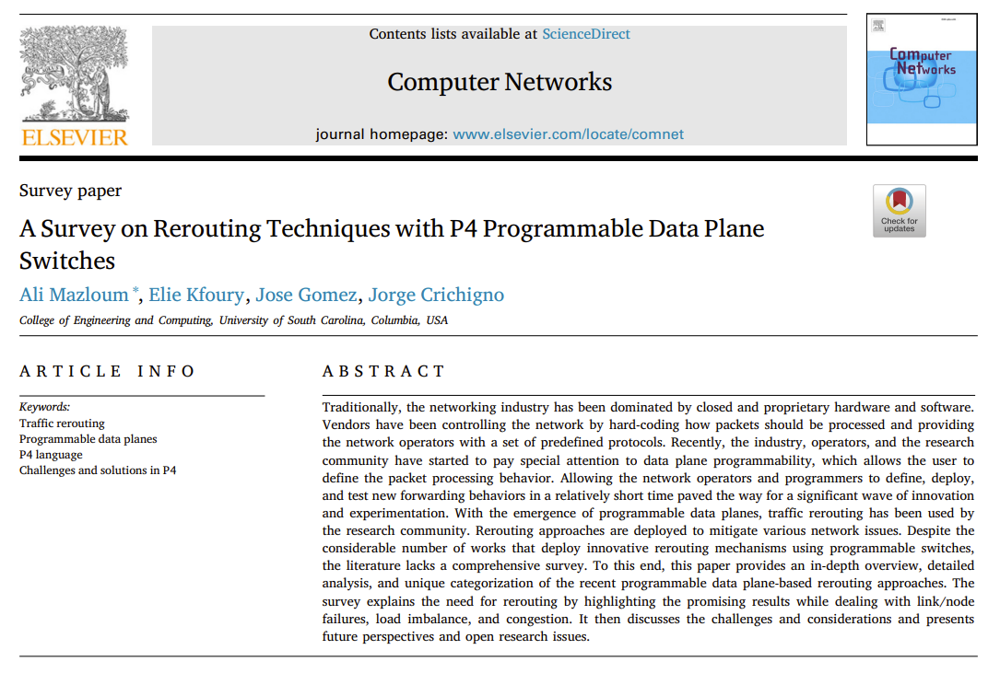 Contents lists available at ScienceDirect
Computer Networks
journal homepage: www.elsevier.com/locate/comnet
ELSEVIER
Computer
Networks
Survey paper
Check for
updates
A Survey on Rerouting Techniques with P4 Programmable Data Plane
Switches
Ali Mazloum *, Elie Kfoury, Jose Gomez, Jorge Crichigno
College of Engineering and Computing, University of South Carolina, Columbia, USA
ARTICLE INFO
Keywords:
Traffic rerouting
Programmable data planes
P4 language
Challenges and solutions in P4
ABSTRACT
Traditionally, the networking industry has been dominated by closed and proprietary hardware and software.
Vendors have been controlling the network by hard-coding how packets should be processed and providing
the network operators with a set of predefined protocols. Recently, the industry, operators, and the research
community have started to pay special attention to data plane programmability, which allows the user to
define the packet processing behavior. Allowing the network operators and programmers to define, deploy,
and test new forwarding behaviors in a relatively short time paved the way for a significant wave of innovation
and experimentation. With the emergence of programmable data planes, traffic rerouting has been used by
the research community. Rerouting approaches are deployed to mitigate various network issues. Despite the
considerable number of works that deploy innovative rerouting mechanisms using programmable switches,
the literature lacks a comprehensive survey. To this end, this paper provides an in-depth overview, detailed
analysis, and unique categorization of the recent programmable data plane-based rerouting approaches. The
survey explains the need for rerouting by highlighting the promising results while dealing with link/node
failures, load imbalance, and congestion. It then discusses the challenges and considerations and presents
future perspectives and open research issues.